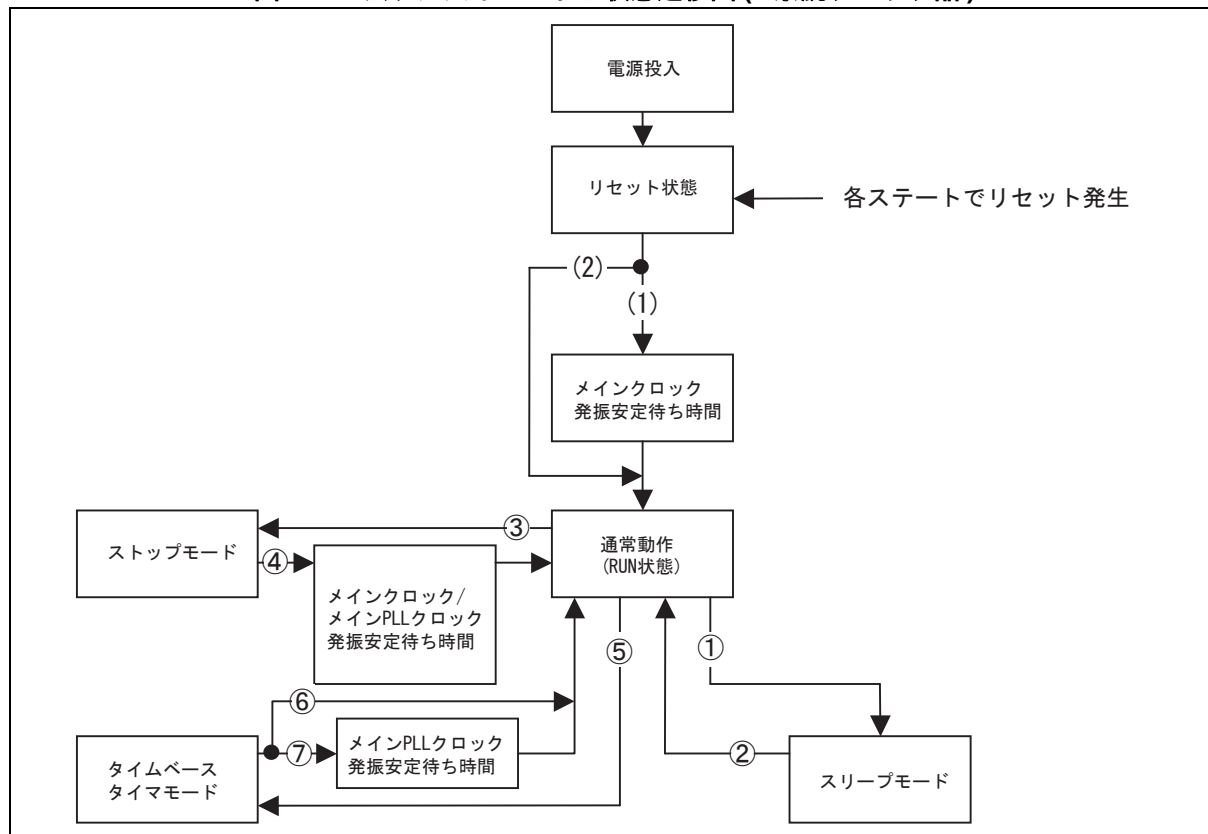 電源投入
リセット状態
各ステートでリセット発生
(2)
(1)
メインクロック
発振安定待ち時間
ストップモード
③
④
通常動作
(RUN状態)
メインクロック/
メインPLLクロック
発振安定待ち時間
⑤
①
⑥
⑦
メインPLLクロック
発振安定待ち時間
②
タイムベース
タイマモード
スリープモード